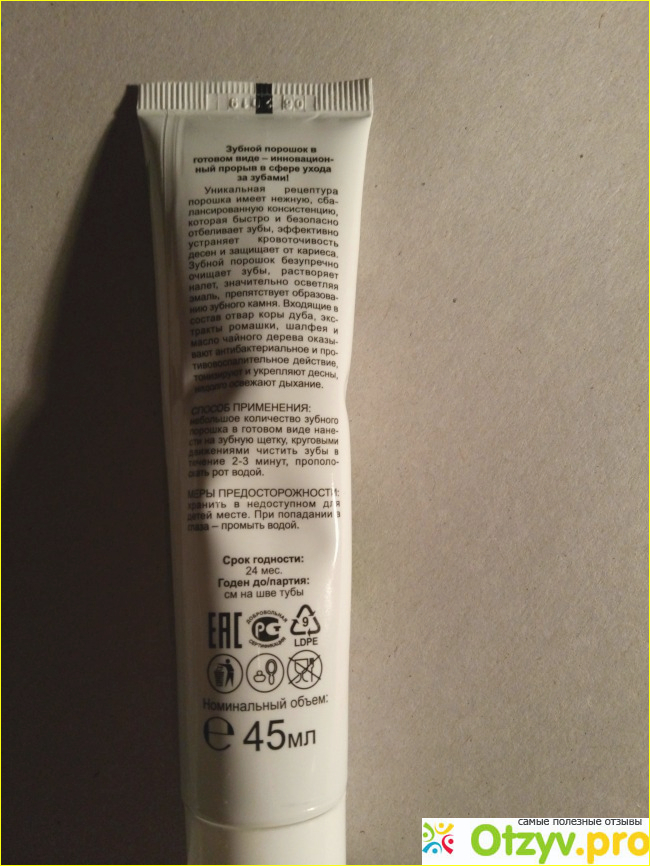 06 2019
Зубной порошок в
готовом виде – инновацион-
ный прорыв в сфере ухода
за зубами!
Уникальная рецептура
порошка имеет нежную, сба-
лансированную консистенцию,
которая быстро и безопасно
отбеливает зубы, эффективно
устраняет кровоточивость
десен и защищает от кариеса.
Зубной порошок безупречно
очищает зубы, растворяет
налет, значительно осветляя
эмаль, препятствует образова-
нию зубного камня. Входящие в
состав отвар коры дуба, экс-
тракты ромашки, шалфея и
масло чайного дерева оказы-
вают антибактериальное и про-
тивовоспалительное действие,
тонизируют и укрепляют десны,
надолго освежают дыхание.
СПОСОБ ПРИМЕНЕНИЯ:
небольшое количество зубного
порошка в готовом виде нане-
сти на зубную щетку, круговыми
движениями чистить зубы в
течение 2-3 минут, прополо-
скать рот водой.
МЕРЫ ПРЕДОСТОРОЖНОСТИ:
хранить в недоступном для
детей месте. При попадании в
глаза – промыть водой.
Срок годности:
24 мес.
Годен до/партия:
см на шве тубы
EAC
ДОБРОВОЛЬНАЯ
РСТ
СЕРТИФИКАЦИЯ
9
LDPE
Номинальный объем:
℮ 45мл
самые полезные отзывы
Otzyv.pro